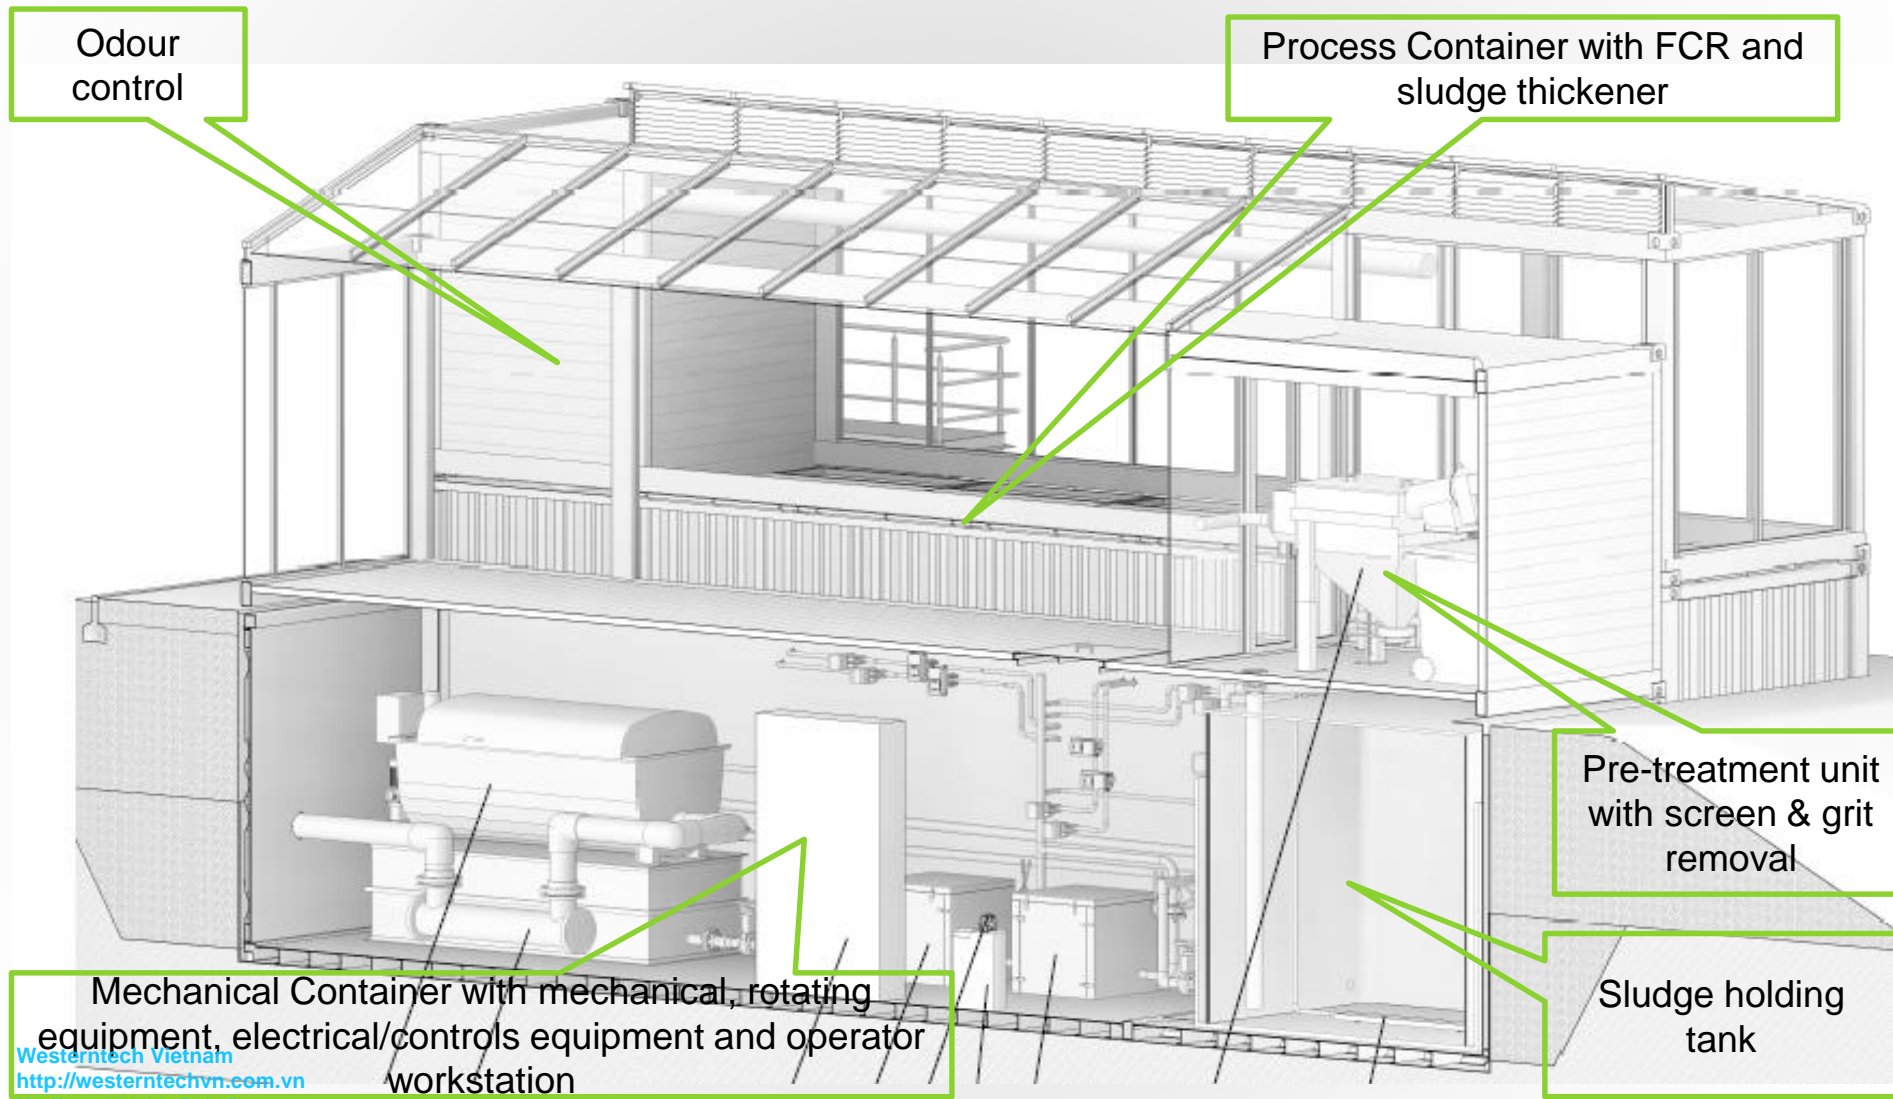 Odour
control
Process Container with FCR and
sludge thickener
Pre-treatment unit
with screen & grit
removal
Sludge holding
tank
Mechanical Container with mechanical, rotating
equipment, electrical/controls equipment and operator
workstation
Westerntech Vietnam
http://westerntechvn.com.vn